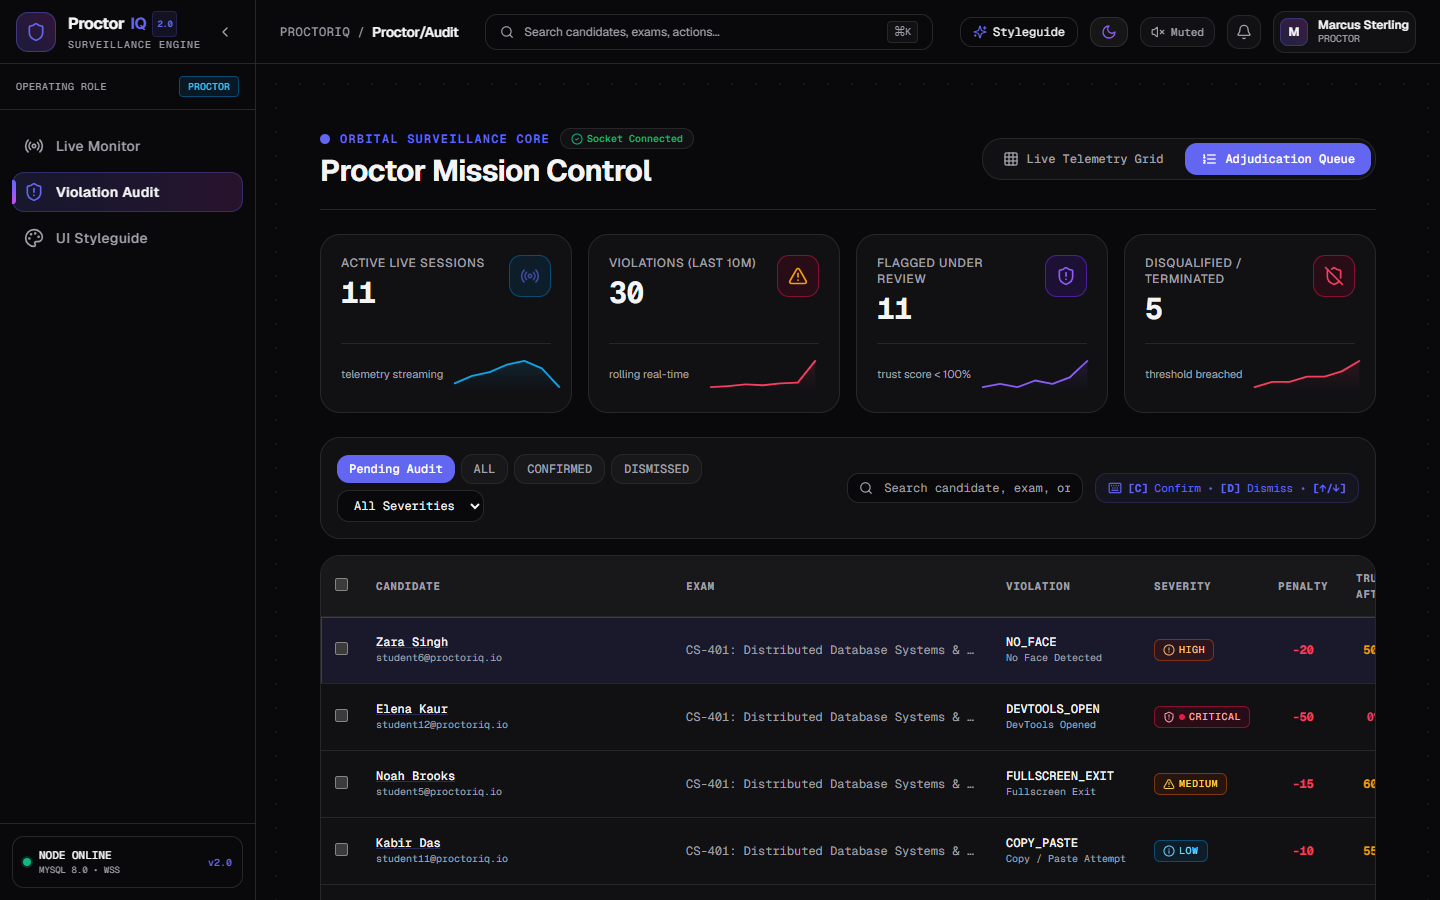 Proctor IQ 2.0
SURVEILLANCE ENGINE
PROCTORIQ / Proctor/Audit
Search candidates, exams, actions...
⌘K
Styleguide
Muted
M
Marcus Sterling
PROCTOR
OPERATING ROLE
PROCTOR
Live Monitor
Violation Audit
UI Styleguide
NODE ONLINE
MYSQL 8.0 • WSS
v2.0
ORBITAL SURVEILLANCE CORE
Socket Connected
Proctor Mission Control
Live Telemetry Grid
Adjudication Queue
ACTIVE LIVE SESSIONS
11
telemetry streaming
VIOLATIONS (LAST 10M)
30
rolling real-time
FLAGGED UNDER
REVIEW
11
trust score < 100%
DISQUALIFIED /
TERMINATED
5
threshold breached
Pending Audit
ALL
CONFIRMED
DISMISSED
All Severities
Search candidate, exam, or
[C] Confirm • [D] Dismiss • [↑/↓]
CANDIDATE EXAM VIOLATION SEVERITY PENALTY TRU
AFT
Zara Singh
student6@proctoriq.io
CS-401: Distributed Database Systems & …
NO_FACE
No Face Detected
HIGH
-20
50
Elena Kaur
student12@proctoriq.io
CS-401: Distributed Database Systems & …
DEVTOOLS_OPEN
DevTools Opened
CRITICAL
-50
0
Noah Brooks
student5@proctoriq.io
CS-401: Distributed Database Systems & …
FULLSCREEN_EXIT
Fullscreen Exit
MEDIUM
-15
60
Kabir Das
student11@proctoriq.io
CS-401: Distributed Database Systems & …
COPY_PASTE
Copy / Paste Attempt
LOW
-10
55